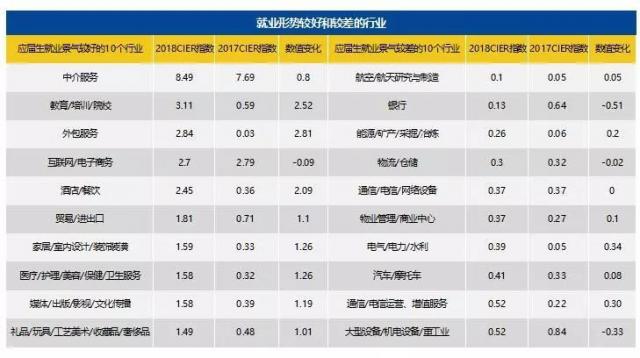 就业形势较好和较差的行业
应届生就业景气较好的10个行业 2018CIER指数 2017CIER指数 数值变化 应届生就业景气较差的10个行业 2018CIER指数 2017CIER指数 数值变化
中介服务 8.49 7.69 0.8 航空/航天研究与制造 0.1 0.05 0.05
教育/培训/院校 3.11 0.59 2.52 银行 0.13 0.64 -0.51
外包服务 2.84 0.03 2.81 能源/矿产/采掘/冶炼 0.26 0.06 0.2
互联网/电子商务 2.7 2.79 -0.09 物流/仓储 0.3 0.32 -0.02
酒店/餐饮 2.45 0.36 2.09 通信/电信/网络设备 0.37 0.37 0
贸易/进出口 1.81 0.71 1.1 物业管理/商业中心 0.37 0.27 0.1
家居/室内设计/装饰装潢 1.59 0.33 1.26 电气/电力/水利 0.39 0.05 0.34
医疗/护理/美容/保健/卫生服务 1.58 0.32 1.26 汽车/摩托车 0.41 0.33 0.08
媒体/出版/影视/文化传播 1.58 0.39 1.19 通信/电信运营、增值服务 0.52 0.22 0.30
礼品/玩具/工艺美术/收藏品/奢侈品 1.49 0.48 1.01 大型设备/机电设备/重工业 0.52 0.84 -0.33